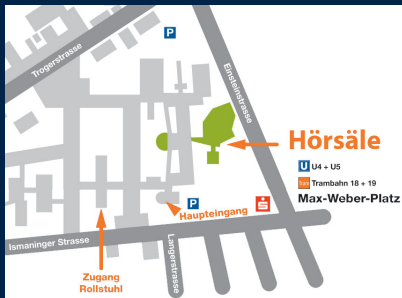 P
Trogerstrasse
Einsteinstrasse
Hörsäle
U U4 + U5
Tram Trambahn 18 + 19
Max-Weber-Platz
P
Haupteingang
Ismaninger Strasse
Langerstrasse
Zugang
Rollstuhl